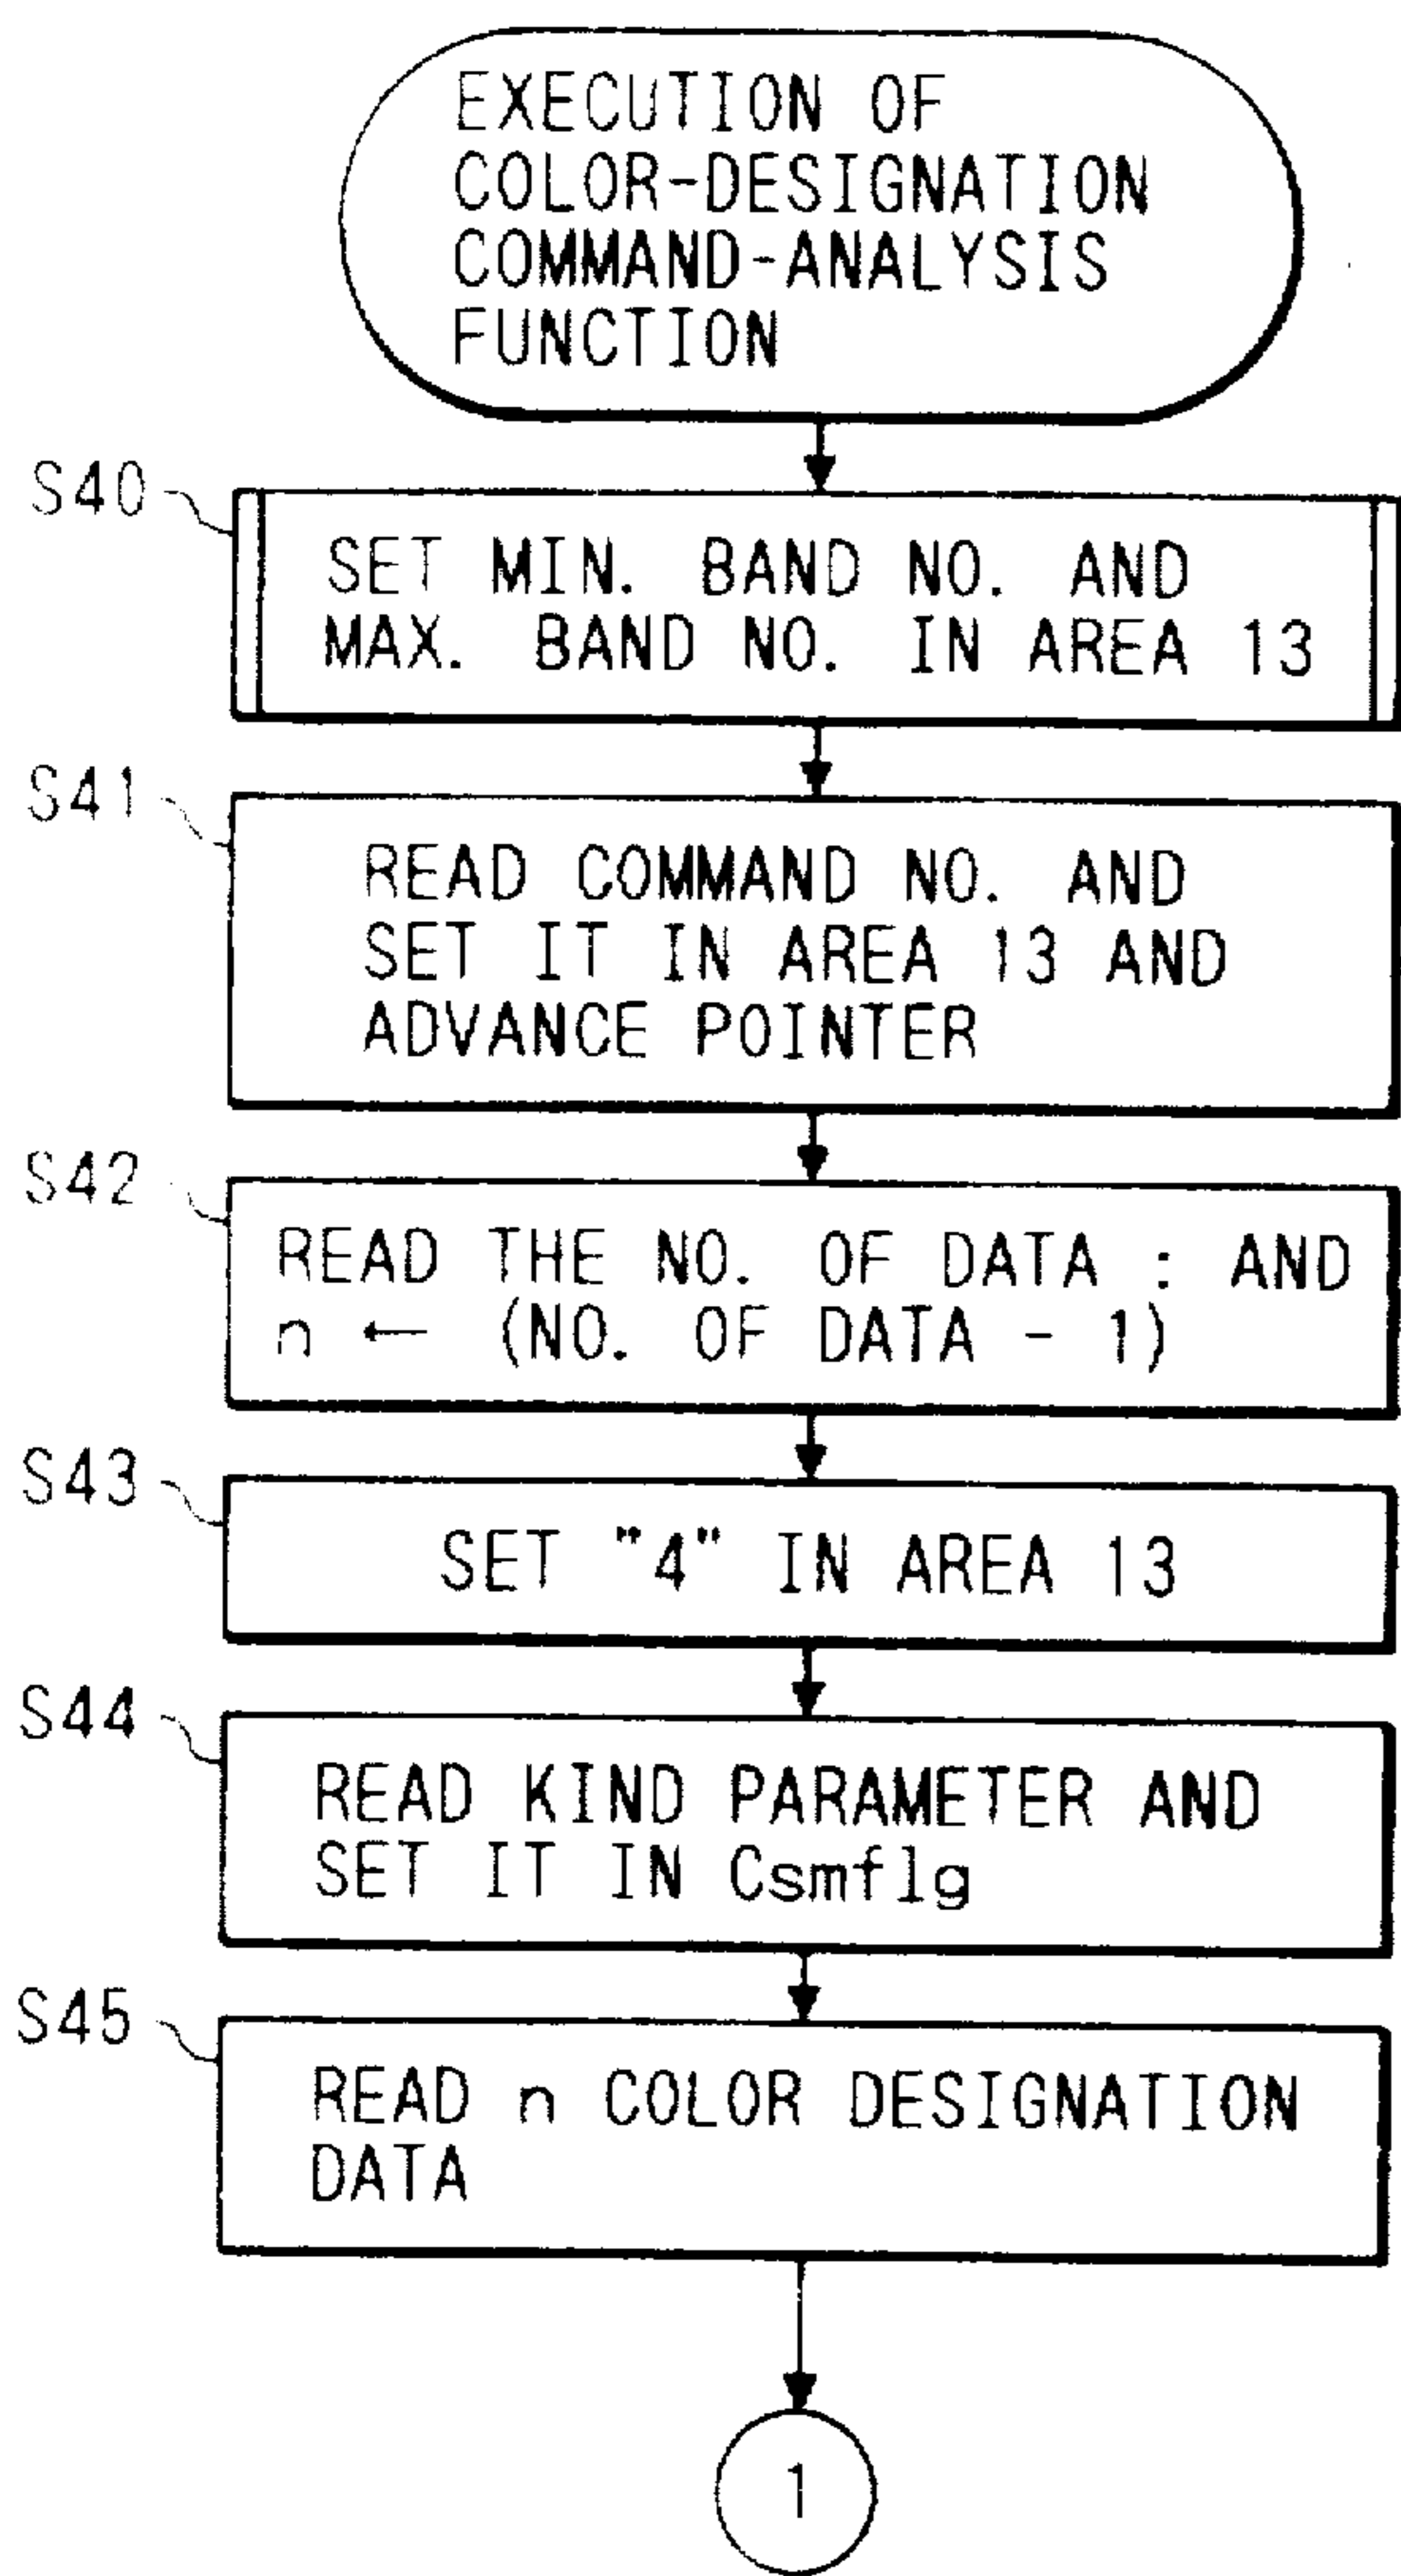 EXECUTION OF
COLOR-DESIGNATION
COMMAND-ANALYSIS
FUNCTION
S40
SET MIN. BAND NO. AND
MAX. BAND NO. IN AREA 13
S41
READ COMMAND NO. AND
SET IT IN AREA 13 AND
ADVANCE POINTER
S42
READ THE NO. OF DATA : AND
n ← (NO. OF DATA - 1)
S43
SET "4" IN AREA 13
S44
READ KIND PARAMETER AND
SET IT IN Csmflg
S45
READ n COLOR DESIGNATION
DATA
1